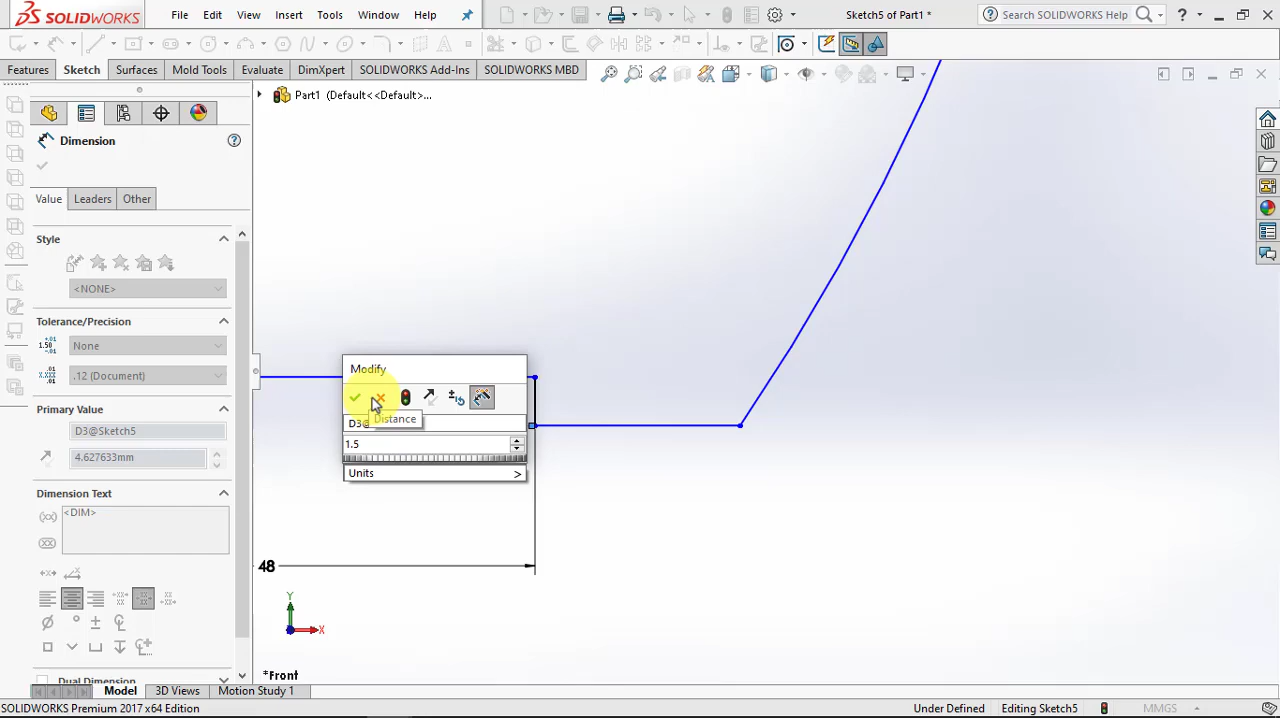 SOLIDWORKS File Edit View Insert Tools Window Help Sketch5 of Part1 * Search SOLIDWORKS Help ?
Features Sketch Surfaces Mold Tools Evaluate DimXpert SOLIDWORKS Add-Ins SOLIDWORKS MBD
Part1 (Default<<Default>...
Dimension
Value Leaders Other
Style
<NONE>
Tolerance/Precision
None
.12 (Document)
Primary Value
D3@Sketch5
4.627633mm
Dimension Text
<DIM>
Dual Dimension
Modify
D3@
Distance
1.5
Units >
48
Y
X
*Front
Model 3D Views Motion Study 1
SOLIDWORKS Premium 2017 x64 Edition Under Defined Editing Sketch5 MMGS